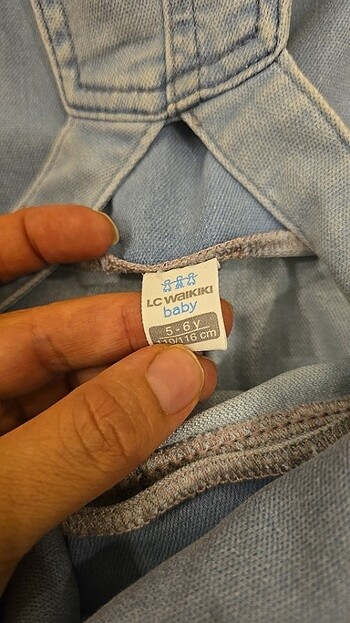 LC WAIKIKI
baby
5 - 6 y
110/116 cm